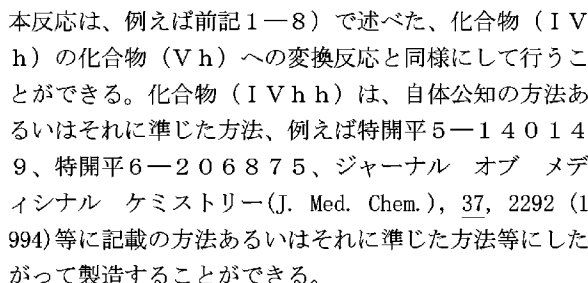 本反応は、例えば前記１―８）で述べた、化合物（ＩＶ
ｈ）の化合物（Ｖｈ）への変換反応と同様にして行うこ
とができる。化合物（ＩＶｈｈ）は、自体公知の方法あ
るいはそれに準じた方法、例えば特開平５―１４０１４
９、特開平６―２０６８７５、ジャーナル　オブ　メデ
ィシナル　ケミストリー(J. Med. Chem.), 37, 2292 (1
994)等に記載の方法あるいはそれに準じた方法等にした
がって製造することができる。